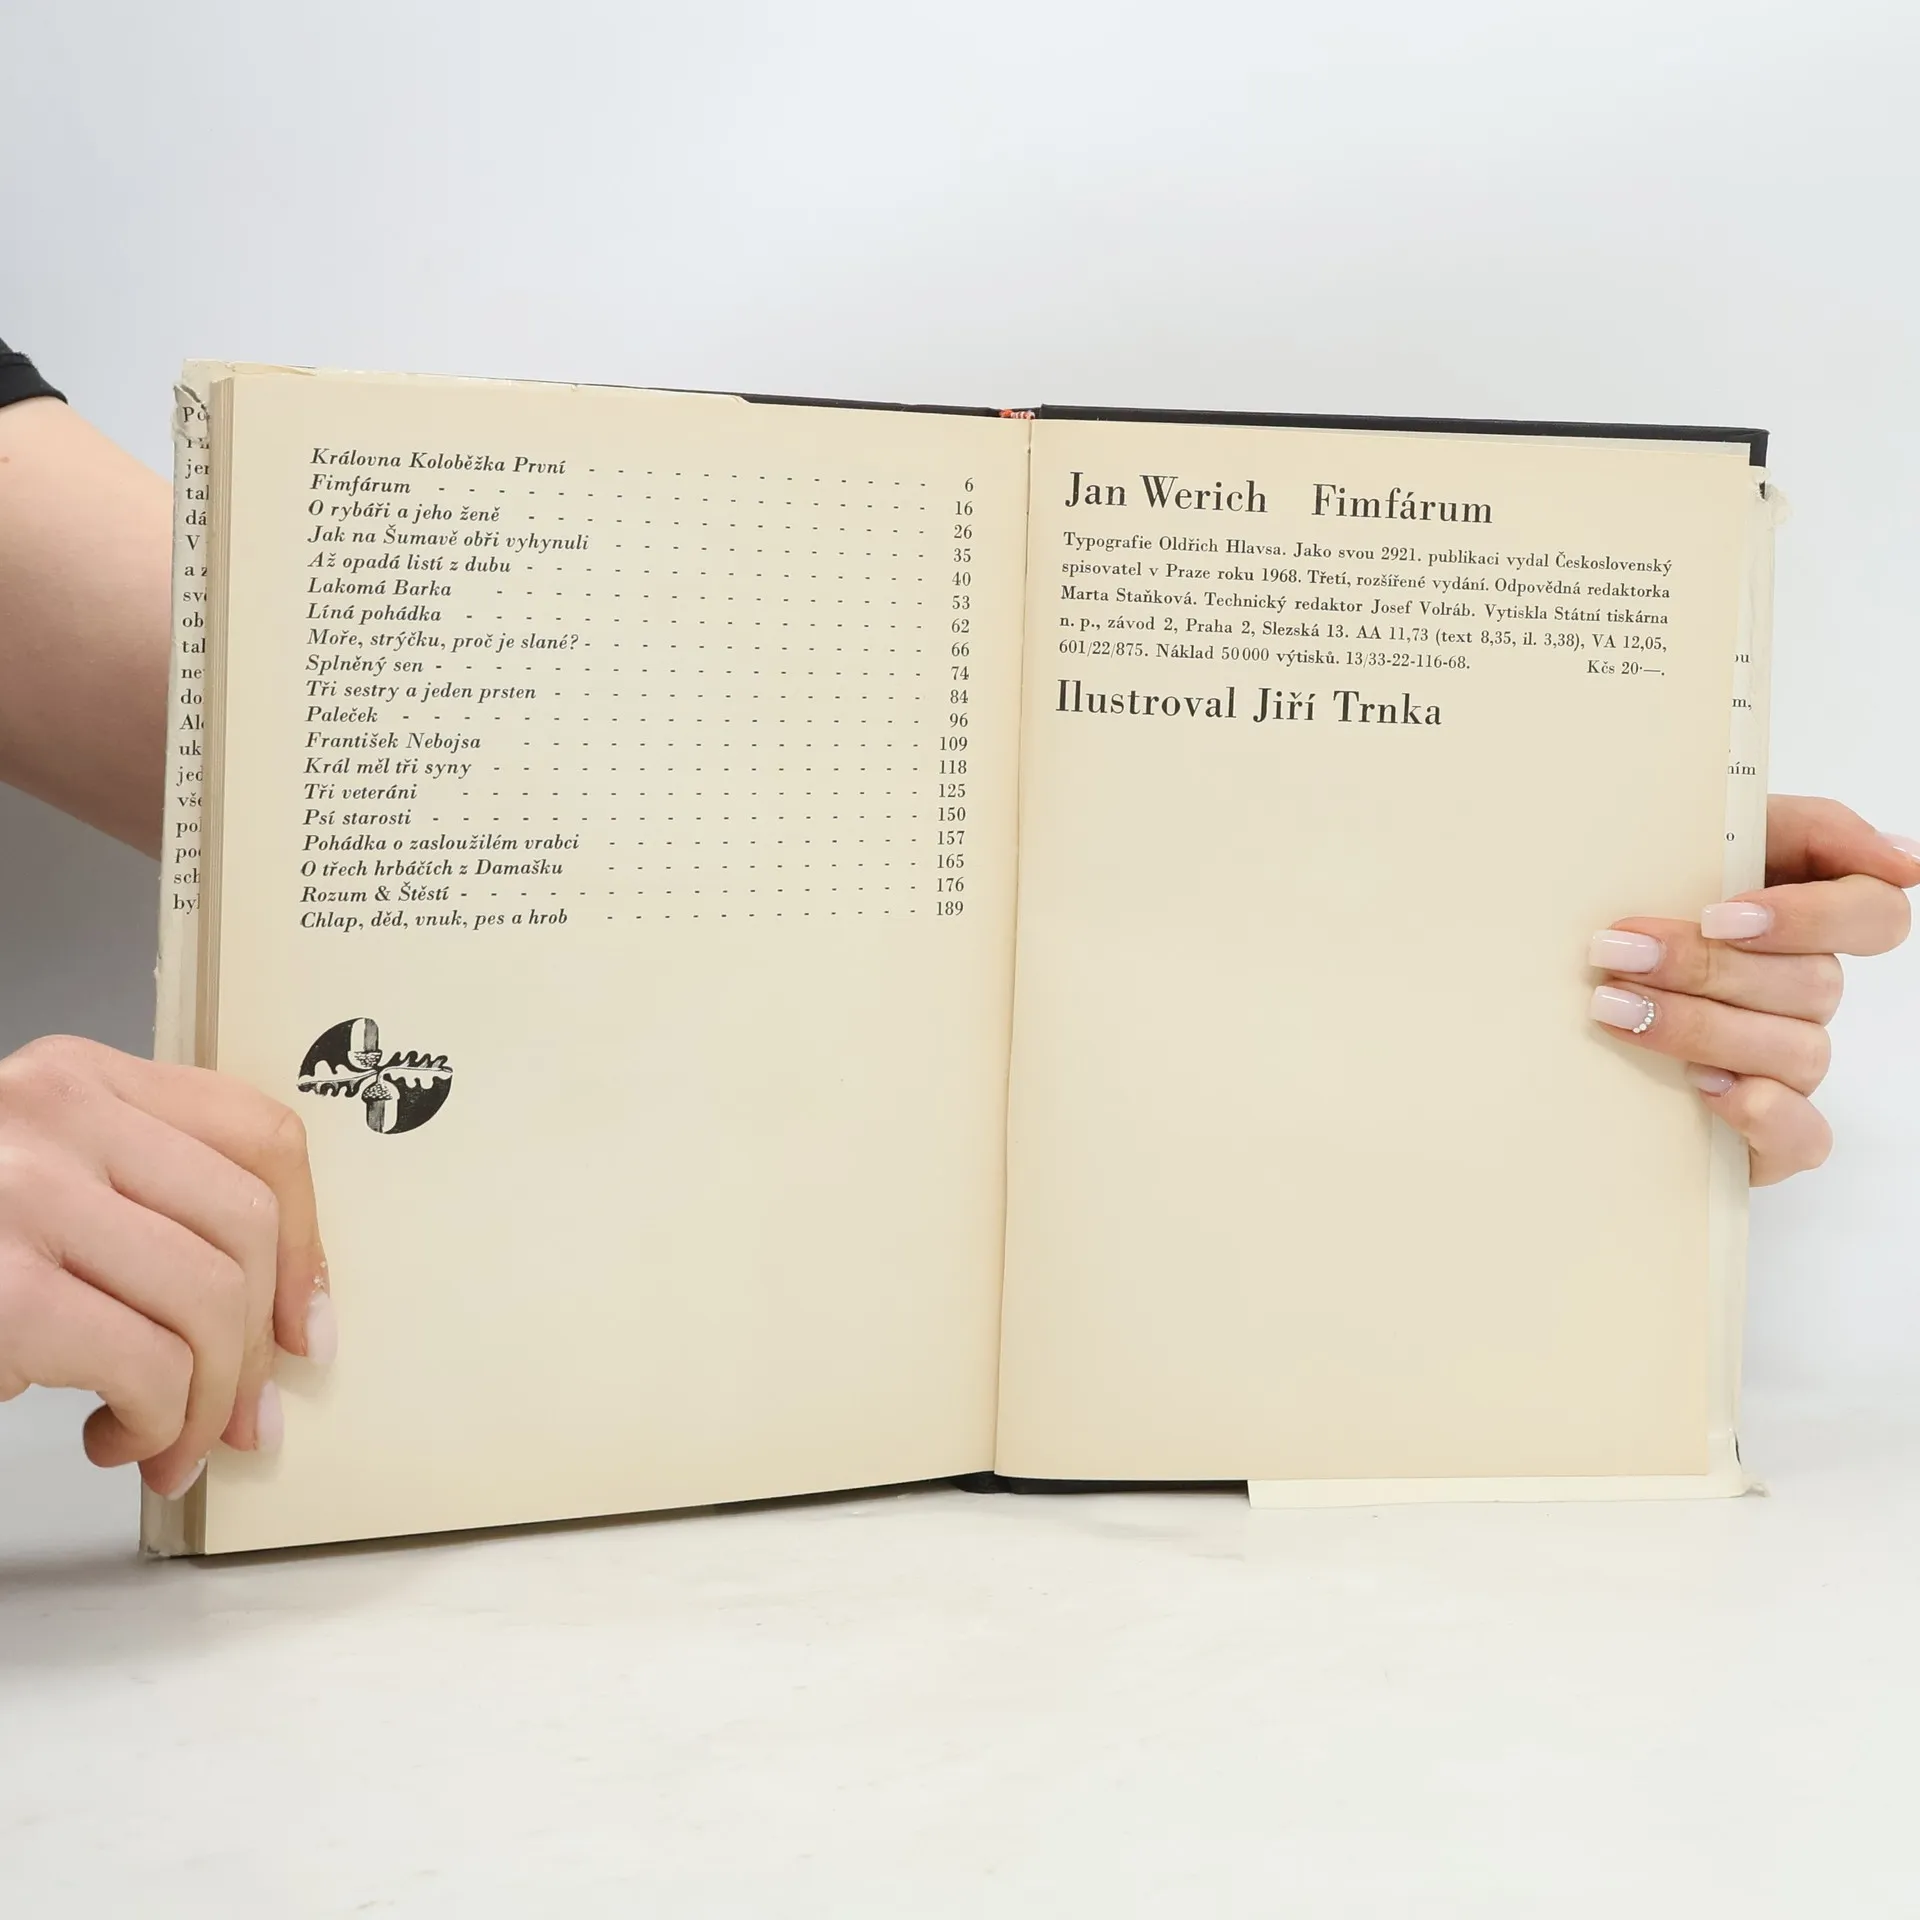 Královna Koloběžka První - - - - - - - - - - - - 6
Fimfárum - - - - - - - - - - - - - - - - - 16
O rybáři a jeho ženě - - - - - - - - - - - - - - 26
Jak na Šumavě obři vyhynuli - - - - - - - - - - - 35
Až opadá listí z dubu - - - - - - - - - - - - - - 40
Lakomá Barka - - - - - - - - - - - - - - - 53
Líná pohádka - - - - - - - - - - - - - - - 62
Moře, strýčku, proč je slané? - - - - - - - - - - - - 66
Splněný sen - - - - - - - - - - - - - - - - - 74
Tři sestry a jeden prsten - - - - - - - - - - - - - 84
Paleček - - - - - - - - - - - - - - - - - - 96
František Nebojsa - - - - - - - - - - - - - - 109
Král měl tři syny - - - - - - - - - - - - - - - 118
Tři veteráni - - - - - - - - - - - - - - - - 125
Psí starosti - - - - - - - - - - - - - - - - - 150
Pohádka o zasloužilém vrabci - - - - - - - - - - - 157
O třech hrbáčích z Damašku - - - - - - - - - - - 165
Rozum & Štěstí - - - - - - - - - - - - - - - - 176
Chlap, děd, vnuk, pes a hrob - - - - - - - - - - - 189
Jan Werich Fimfárum
Typografie Oldřich Hlavsa. Jako svou 2921. publikaci vydal Československý
spisovatel v Praze roku 1968. Třetí, rozšířené vydání. Odpovědná redaktorka
Marta Staňková. Technický redaktor Josef Volráb. Vytiskla Státní tiskárna
n. p., závod 2, Praha 2, Slezská 13. AA 11,73 (text 8,35, il. 3,38), VA 12,05,
601/22/875. Náklad 50000 výtisků. 13/33-22-116-68. Kčs 20·—.
Ilustroval Jiří Trnka